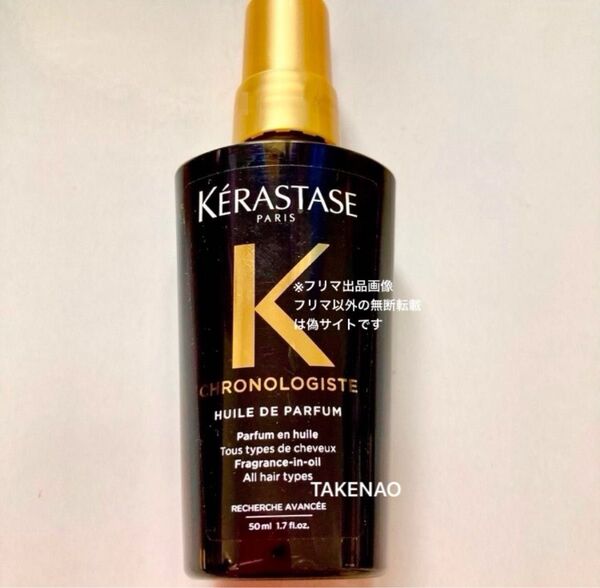 KÉRASTASE
PARIS
K
※フリマ出品画像
フリマ以外の無断転載
は偽サイトです
CHRONOLOGISTE
HUILE DE PARFUM
Parfum en huile
Tous types de cheveux
Fragrance-in-oil
All hair types
TAKENAO
RECHERCHE AVANCÉE
50 ml 1.7 fl.oz.